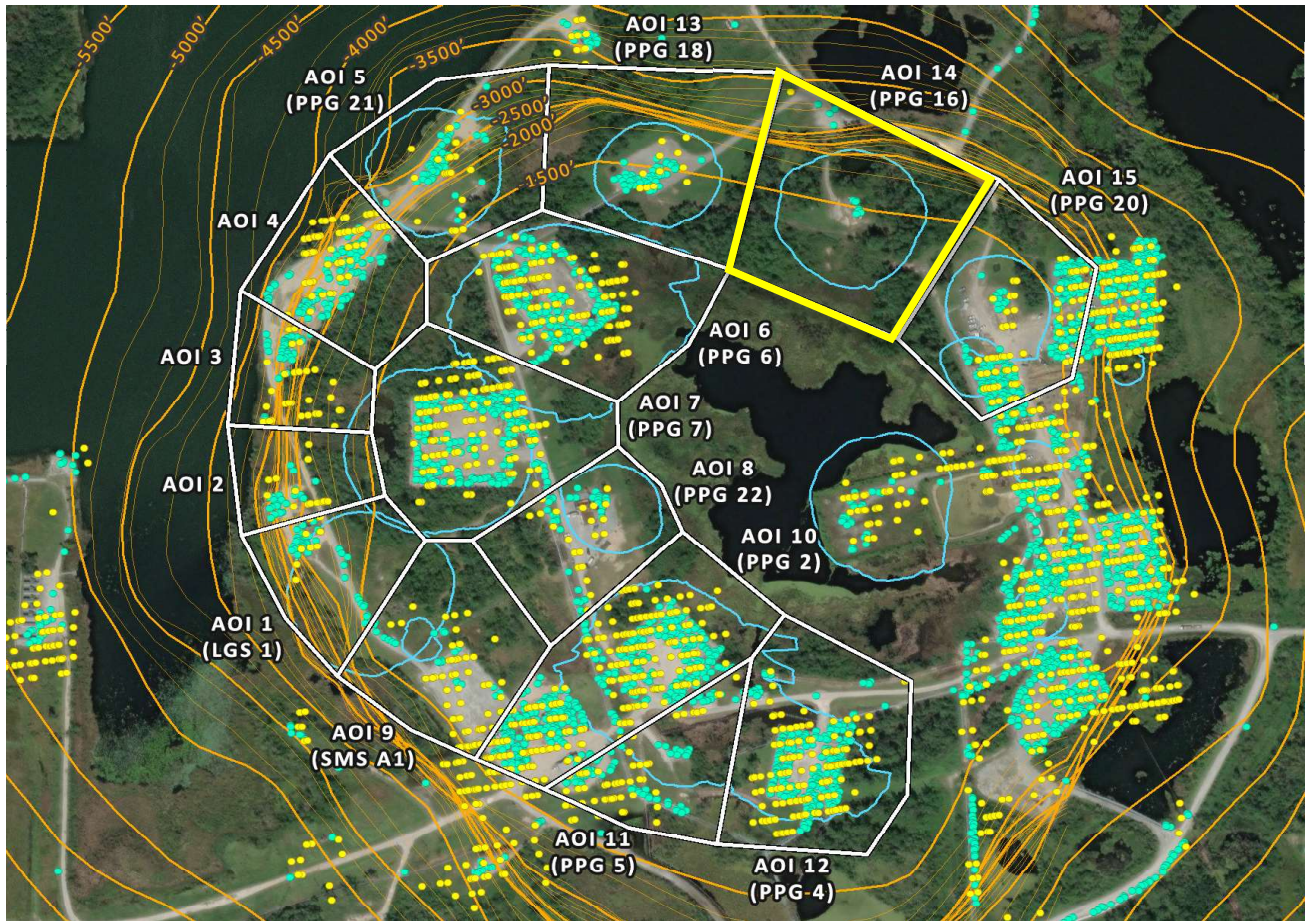 -5500'
-5000'
-4500'
-4000'
-3500'
-3000'
-2500'
-2000'
-1500'
AOI 13
(PPG 18)
AOI 14
(PPG 16)
AOI 5
(PPG 21)
AOI 15
(PPG 20)
AOI 4
AOI 6
(PPG 6)
AOI 3
AOI 7
(PPG 7)
AOI 8
(PPG 22)
AOI 2
AOI 10
(PPG 2)
AOI 1
(LGS 1)
AOI 9
(SMS A1)
AOI 11
(PPG 5)
AOI 12
(PPG 4)